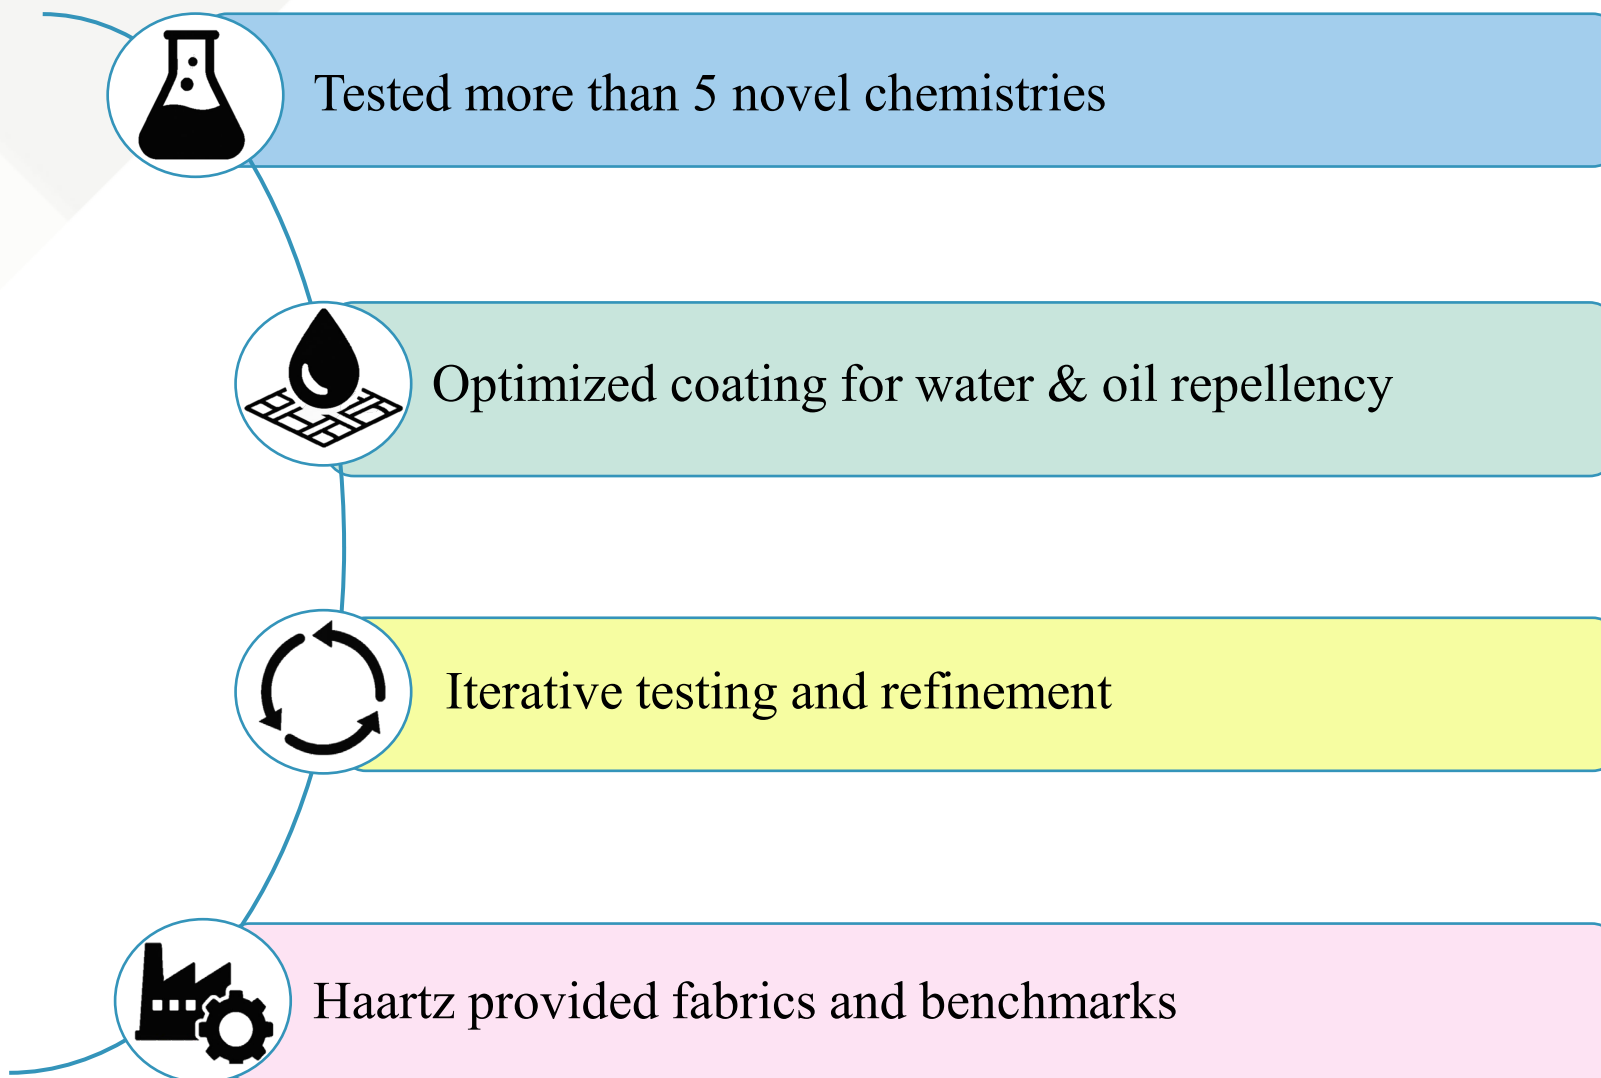 Tested more than 5 novel chemistries
Optimized coating for water & oil repellency
Iterative testing and refinement
Haartz provided fabrics and benchmarks